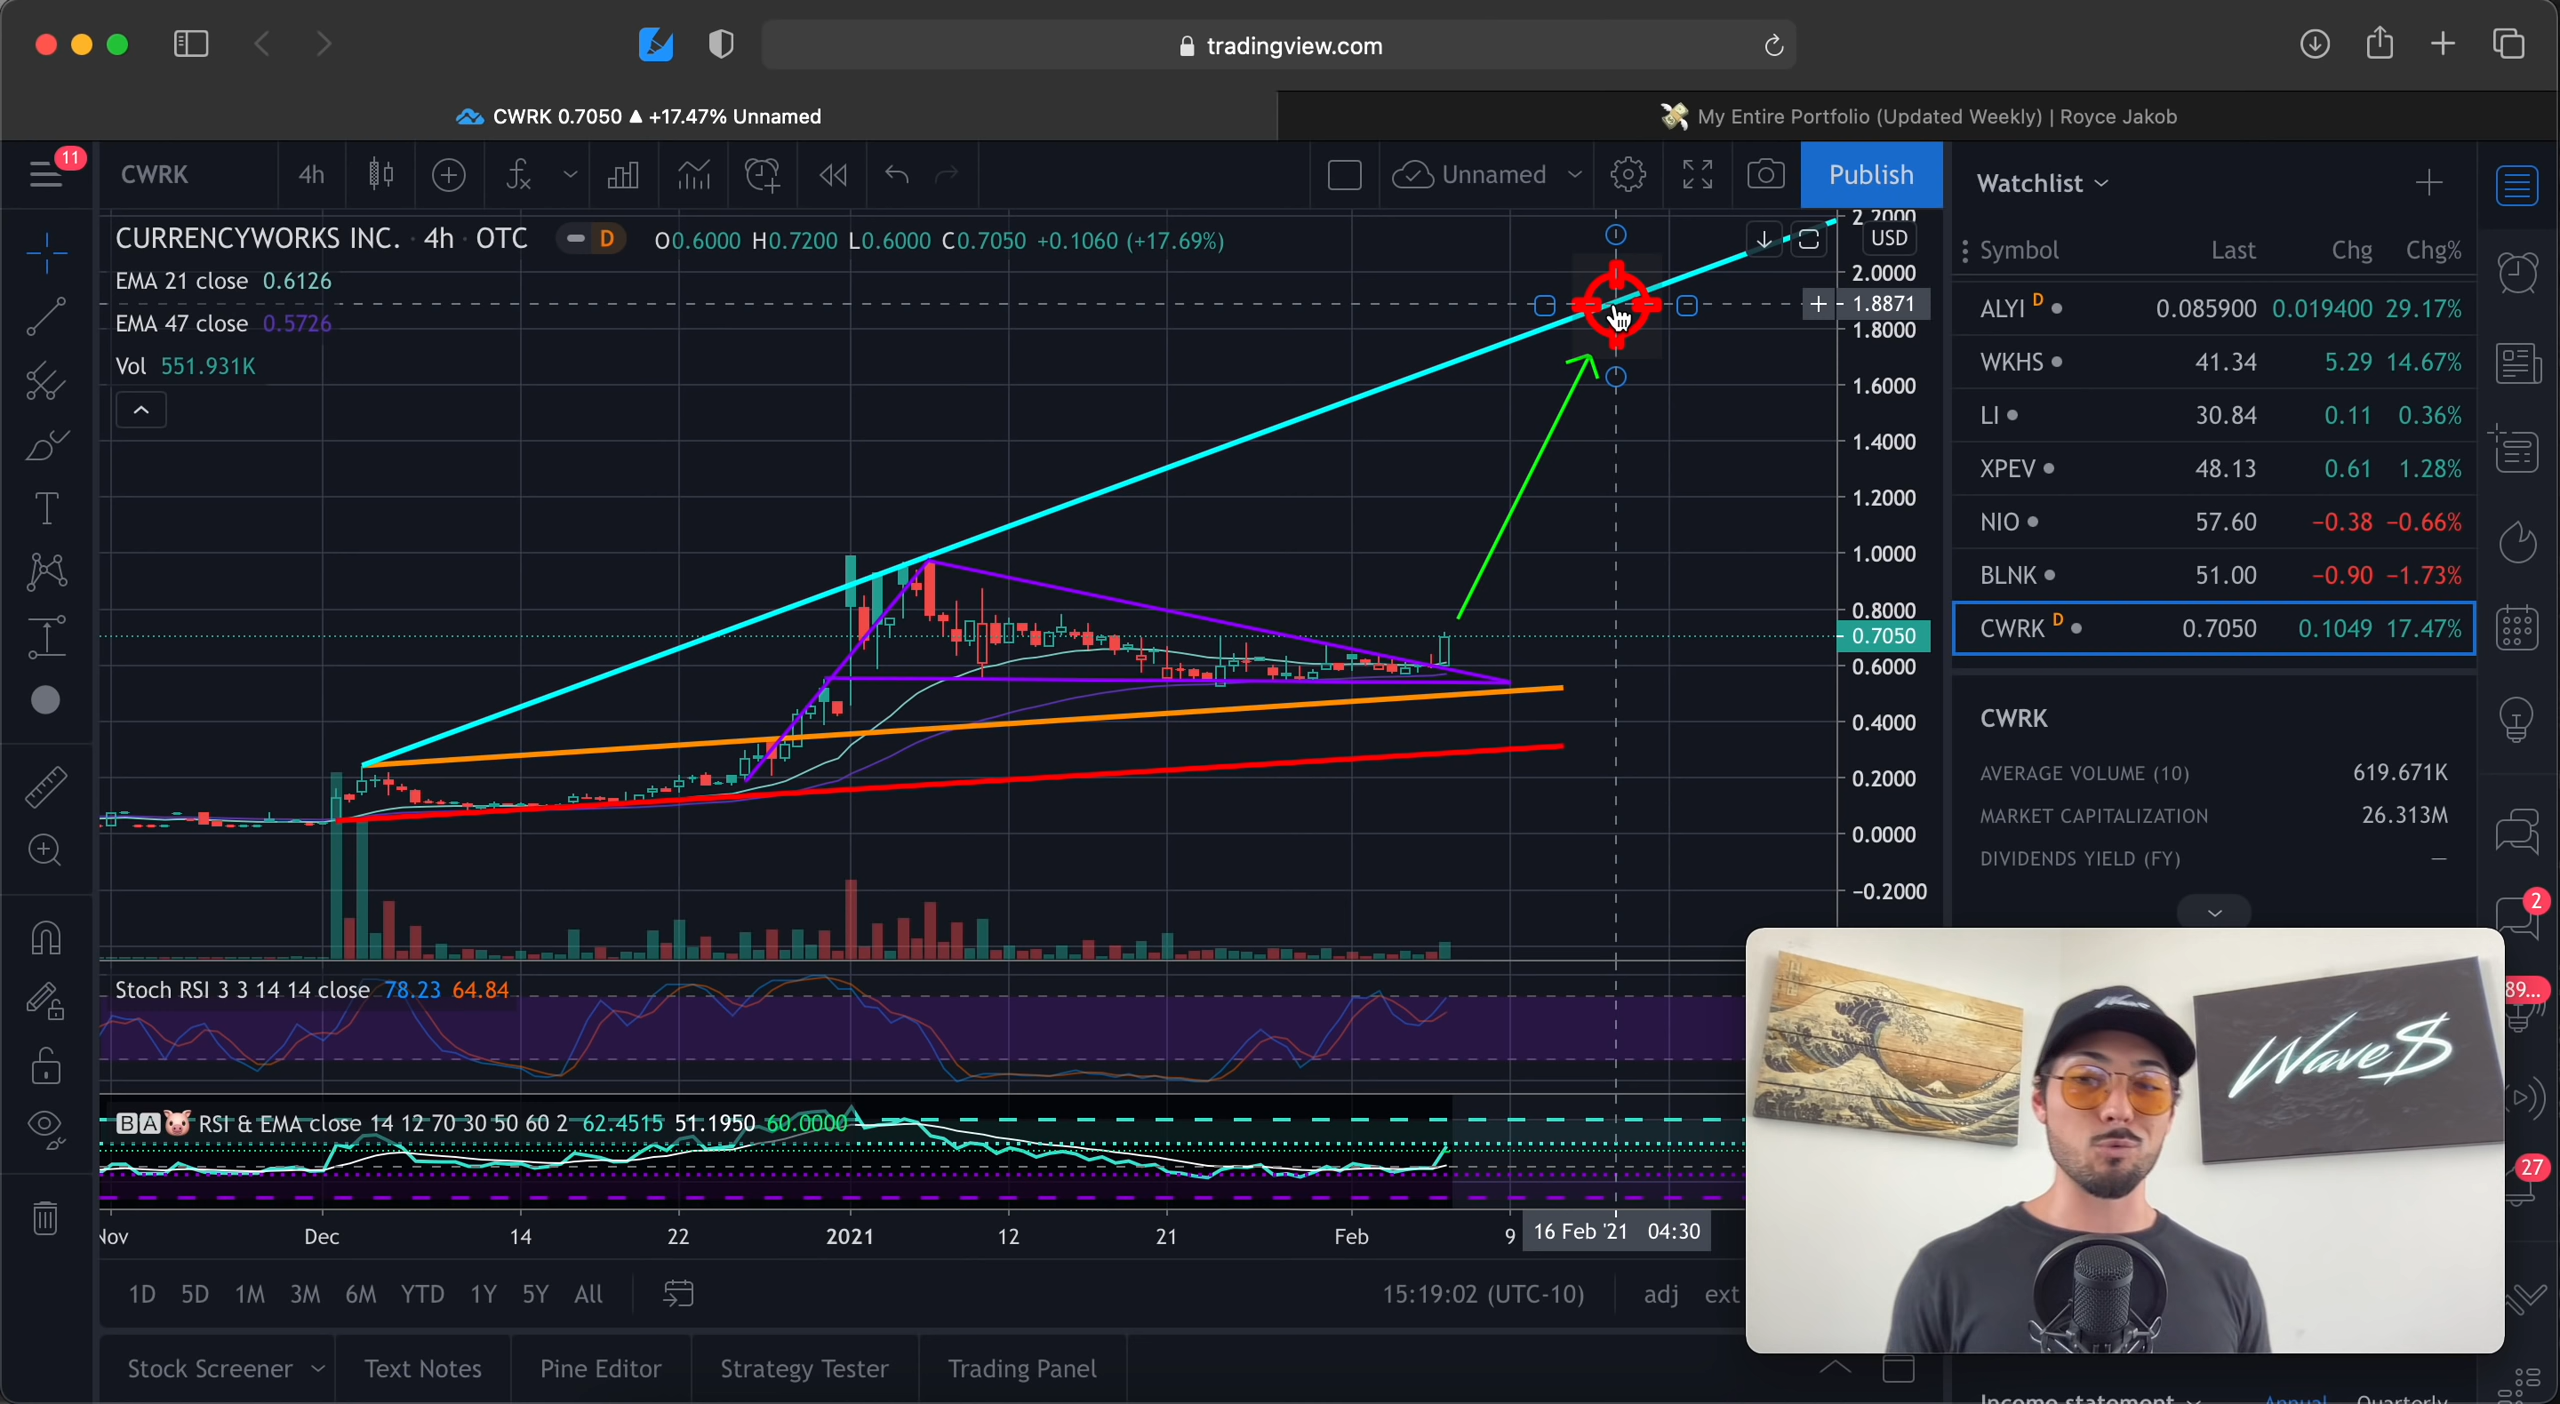 tradingview.com
CWRK 0.7050 ▲ +17.47% Unnamed
My Entire Portfolio (Updated Weekly) | Royce Jakob
11
CWRK
4h
Unnamed
Publish
CURRENCYWORKS INC. · 4h · OTC
D
O0.6000 H0.7200 L0.6000 C0.7050 +0.1060 (+17.69%)
EMA 21 close 0.6126
EMA 47 close 0.5726
Vol 551.931K
USD
2.2000
2.0000
1.8871
1.8000
1.6000
1.4000
1.2000
1.0000
0.8000
0.7050
0.6000
0.4000
0.2000
0.0000
−0.2000
Stoch RSI 3 3 14 14 close 78.23 64.84
BA RSI & EMA close 14 12 70 30 50 60 2 62.4515 51.1950 60.0000
Nov Dec 14 22 2021 12 21 Feb 9 16 Feb '21 04:30
1D 5D 1M 3M 6M YTD 1Y 5Y All
15:19:02 (UTC-10)
adj ext
Stock Screener Text Notes Pine Editor Strategy Tester Trading Panel
Watchlist
Symbol Last Chg Chg%
ALYI D 0.085900 0.019400 29.17%
WKHS 41.34 5.29 14.67%
LI 30.84 0.11 0.36%
XPEV 48.13 0.61 1.28%
NIO 57.60 −0.38 −0.66%
BLNK 51.00 −0.90 −1.73%
CWRK D 0.7050 0.1049 17.47%
CWRK
AVERAGE VOLUME (10) 619.671K
MARKET CAPITALIZATION 26.313M
DIVIDENDS YIELD (FY) —
2
89...
27
Wave$
Income statement Annual Quarterly